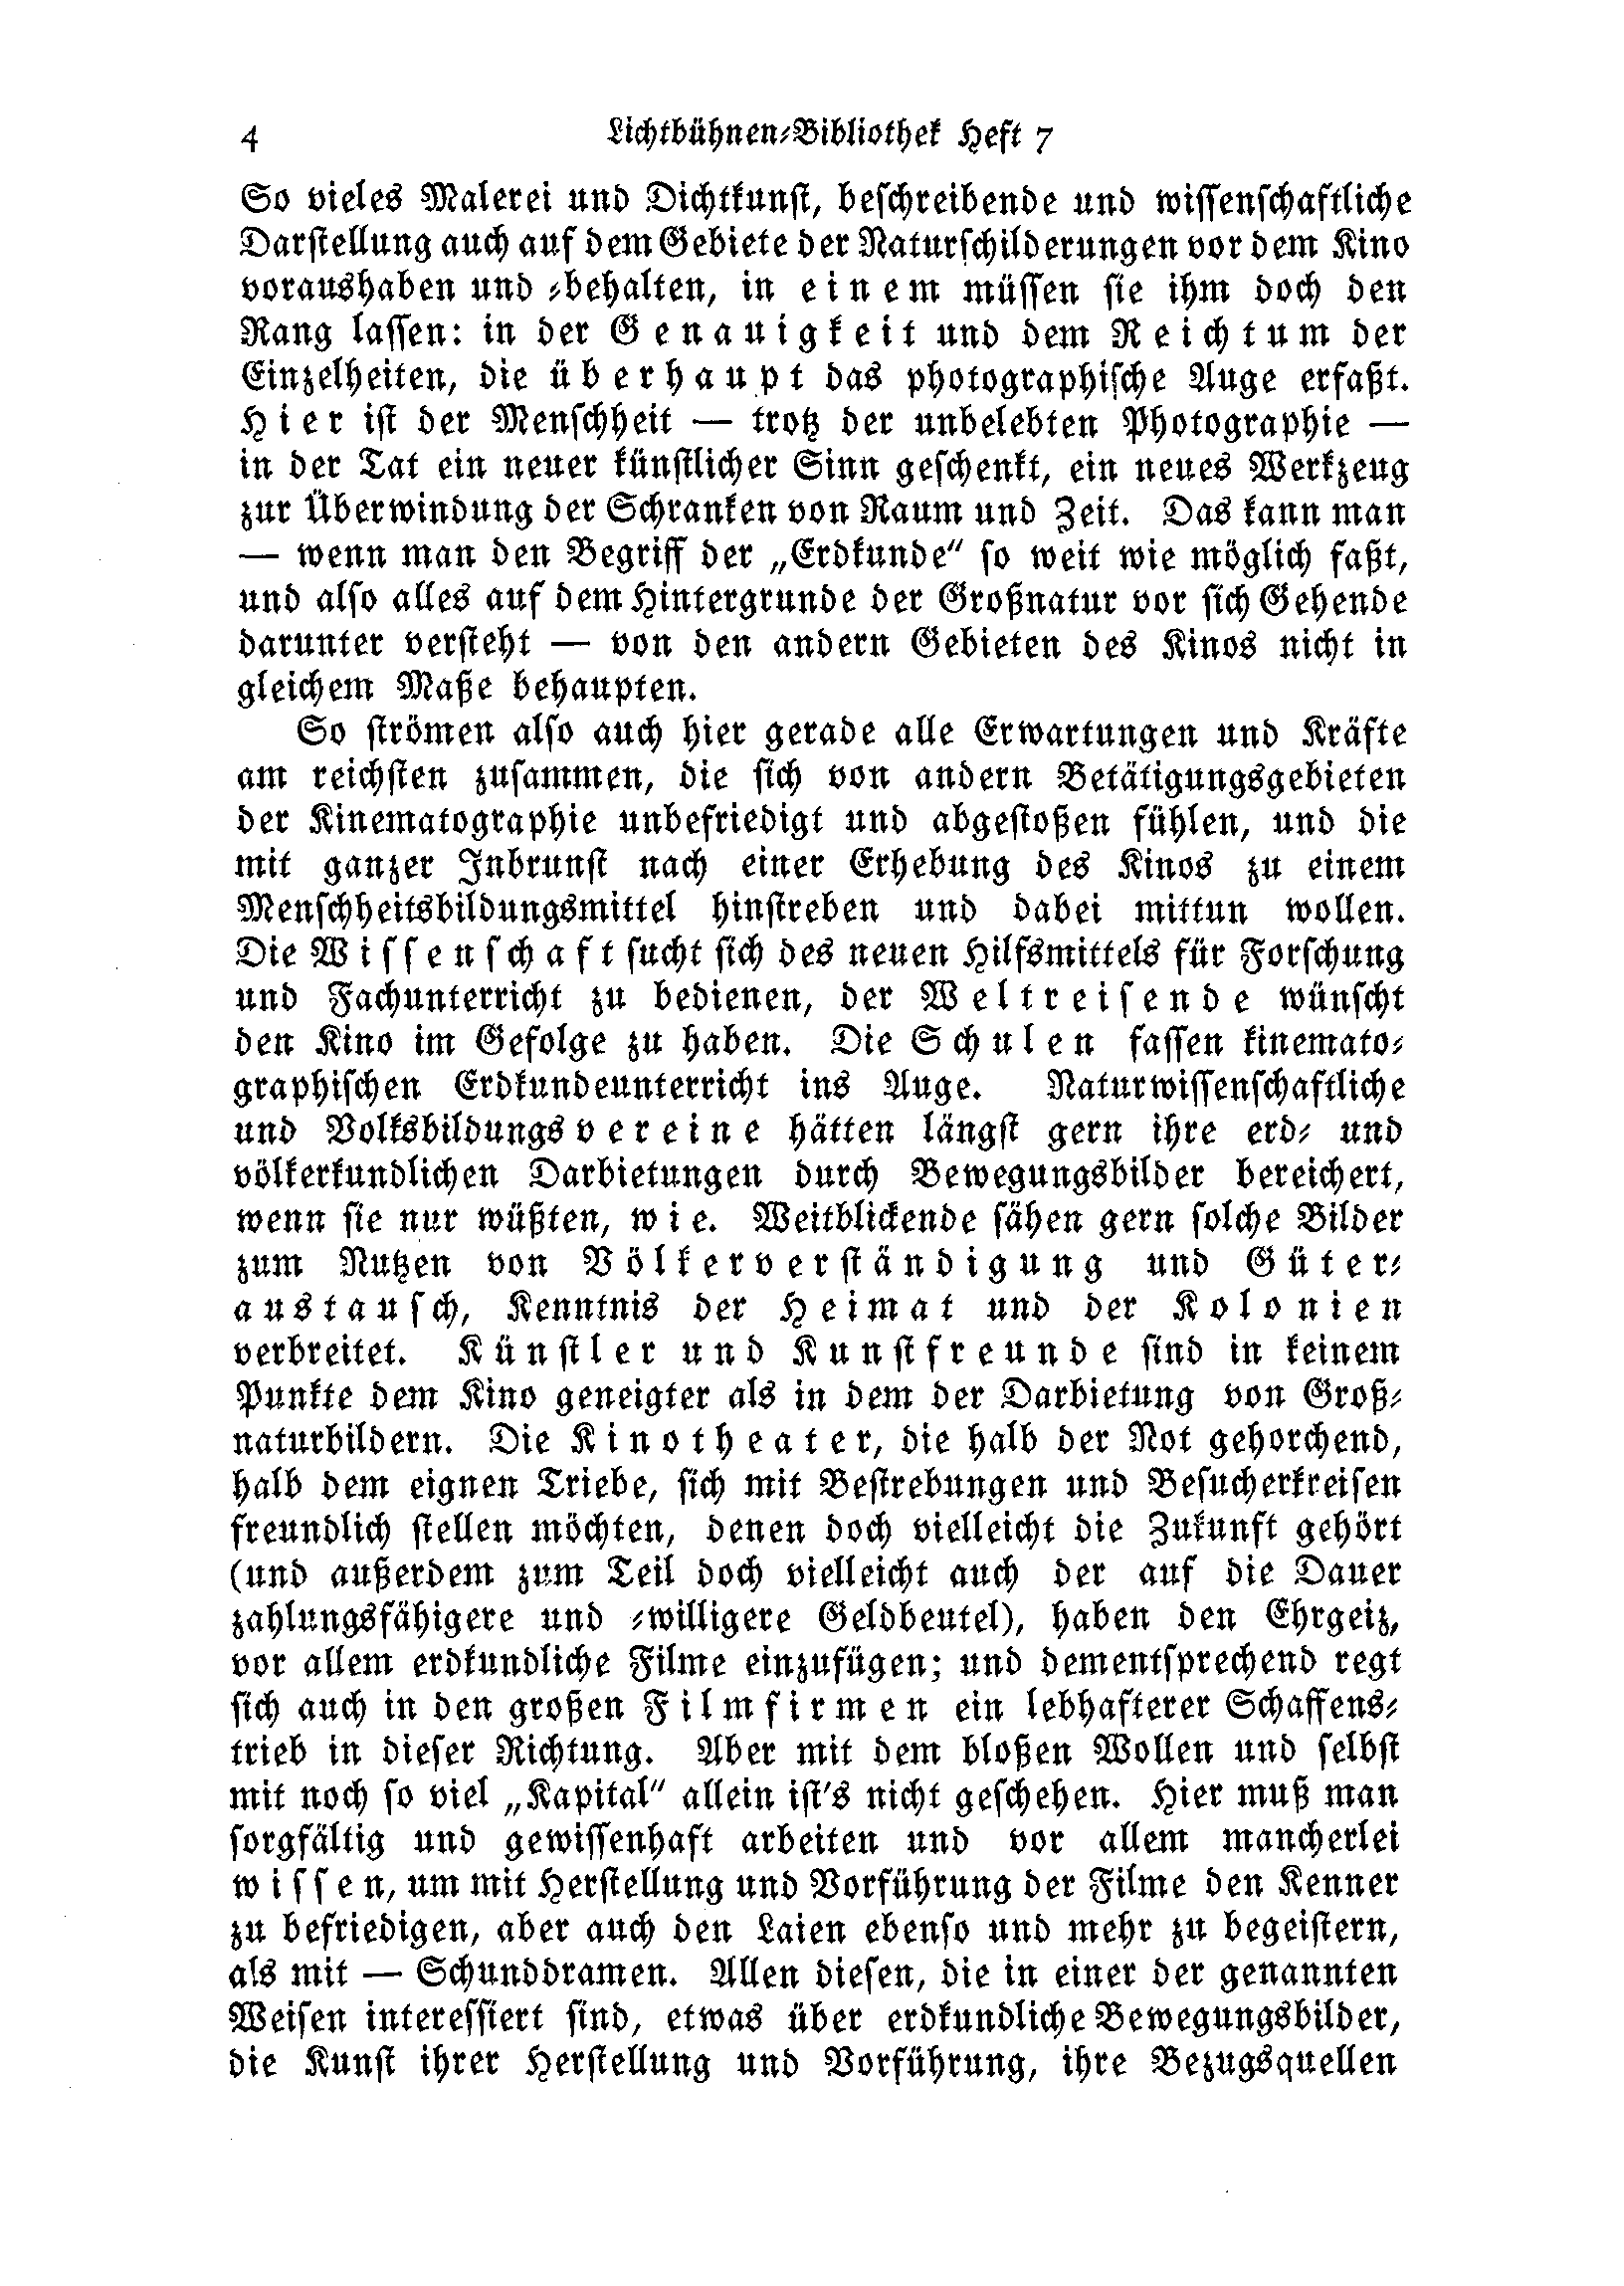 4 Lichtbühnen-Bibliothek Heft 7
So vieles Malerei und Dichtkunst, beschreibende und wissenschaftliche
Darstellung auch auf dem Gebiete der Naturschilderungen vor dem Kino
voraushaben und -behalten, in einem müssen sie ihm doch den
Rang lassen: in der Genauigkeit und dem Reichtum der
Einzelheiten, die überhaupt das photographische Auge erfaßt.
Hier ist der Menschheit — trotz der unbelebten Photographie —
in der Tat ein neuer künstlicher Sinn geschenkt, ein neues Werkzeug
zur Überwindung der Schranken von Raum und Zeit. Das kann man
— wenn man den Begriff der „Erdkunde“ so weit wie möglich faßt,
und also alles auf dem Hintergrunde der Großnatur vor sich Gehende
darunter versteht — von den andern Gebieten des Kinos nicht in
gleichem Maße behaupten.
So strömen also auch hier gerade alle Erwartungen und Kräfte
am reichsten zusammen, die sich von andern Betätigungsgebieten
der Kinematographie unbefriedigt und abgestoßen fühlen, und die
mit ganzer Inbrunst nach einer Erhebung des Kinos zu einem
Menschheitsbildungsmittel hinstreben und dabei mittun wollen.
Die Wissenschaft sucht sich des neuen Hilfsmittels für Forschung
und Fachunterricht zu bedienen, der Weltreisende wünscht
den Kino im Gefolge zu haben. Die Schulen fassen kinemato-
graphischen Erdkundeunterricht ins Auge. Naturwissenschaftliche
und Volksbildungsvereine hätten längst gern ihre erd- und
völkerkundlichen Darbietungen durch Bewegungsbilder bereichert,
wenn sie nur wüßten, wie. Weitblickende sähen gern solche Bilder
zum Nutzen von Völkerverständigung und Güter-
austausch, Kenntnis der Heimat und der Kolonien
verbreitet. Künstler und Kunstfreunde sind in keinem
Punkte dem Kino geneigter als in dem der Darbietung von Groß-
naturbildern. Die Kinotheater, die halb der Not gehorchend,
halb dem eignen Triebe, sich mit Bestrebungen und Besucherkreisen
freundlich stellen möchten, denen doch vielleicht die Zukunft gehört
(und außerdem zum Teil doch vielleicht auch der auf die Dauer
zahlungsfähigere und -willigere Geldbeutel), haben den Ehrgeiz,
vor allem erdkundliche Filme einzufügen; und dementsprechend regt
sich auch in den großen Filmfirmen ein lebhafterer Schaffens-
trieb in dieser Richtung. Aber mit dem bloßen Wollen und selbst
mit noch so viel „Kapital“ allein ist's nicht geschehen. Hier muß man
sorgfältig und gewissenhaft arbeiten und vor allem mancherlei
wissen, um mit Herstellung und Vorführung der Filme den Kenner
zu befriedigen, aber auch den Laien ebenso und mehr zu begeistern,
als mit — Schunddramen. Allen diesen, die in einer der genannten
Weisen interessiert sind, etwas über erdkundliche Bewegungsbilder,
die Kunst ihrer Herstellung und Vorführung, ihre Bezugsquellen